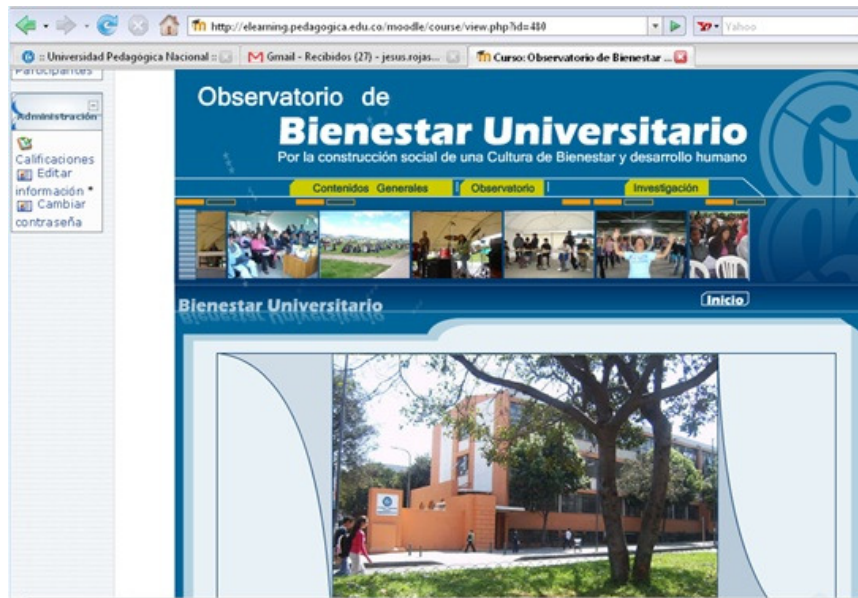 http://elearning.pedagogica.edu.co/moodle/course/view.php?id=480
Yahoo
:: Universidad Pedagógica Nacional ::
Gmail - Recibidos (27) - jesus.rojas...
Curso: Observatorio de Bienestar ...
Participantes
Administración
Calificaciones
Editar
información
Cambiar
contraseña
Observatorio de
Bienestar Universitario
Por la construcción social de una Cultura de Bienestar y desarrollo humano
Contenidos Generales
Observatorio
Investigación
Bienestar Universitario
Inicio